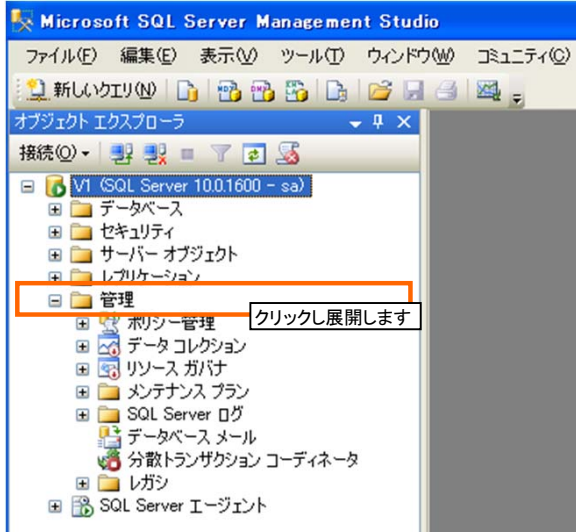 Microsoft SQL Server Management Studio
ファイル(F) 編集(E) 表示(V) ツール(T) ウィンドウ(W) コミュニティ(C)
新しいクエリ(N)
オブジェクト エクスプローラ
接続(O)
V1 (SQL Server 10.0.1600 - sa)
データベース
セキュリティ
サーバー オブジェクト
レプリケーション
管理
クリックし展開します
ポリシー管理
データ コレクション
リソース ガバナ
メンテナンス プラン
SQL Server ログ
データベース メール
分散トランザクション コーディネータ
レガシ
SQL Server エージェント